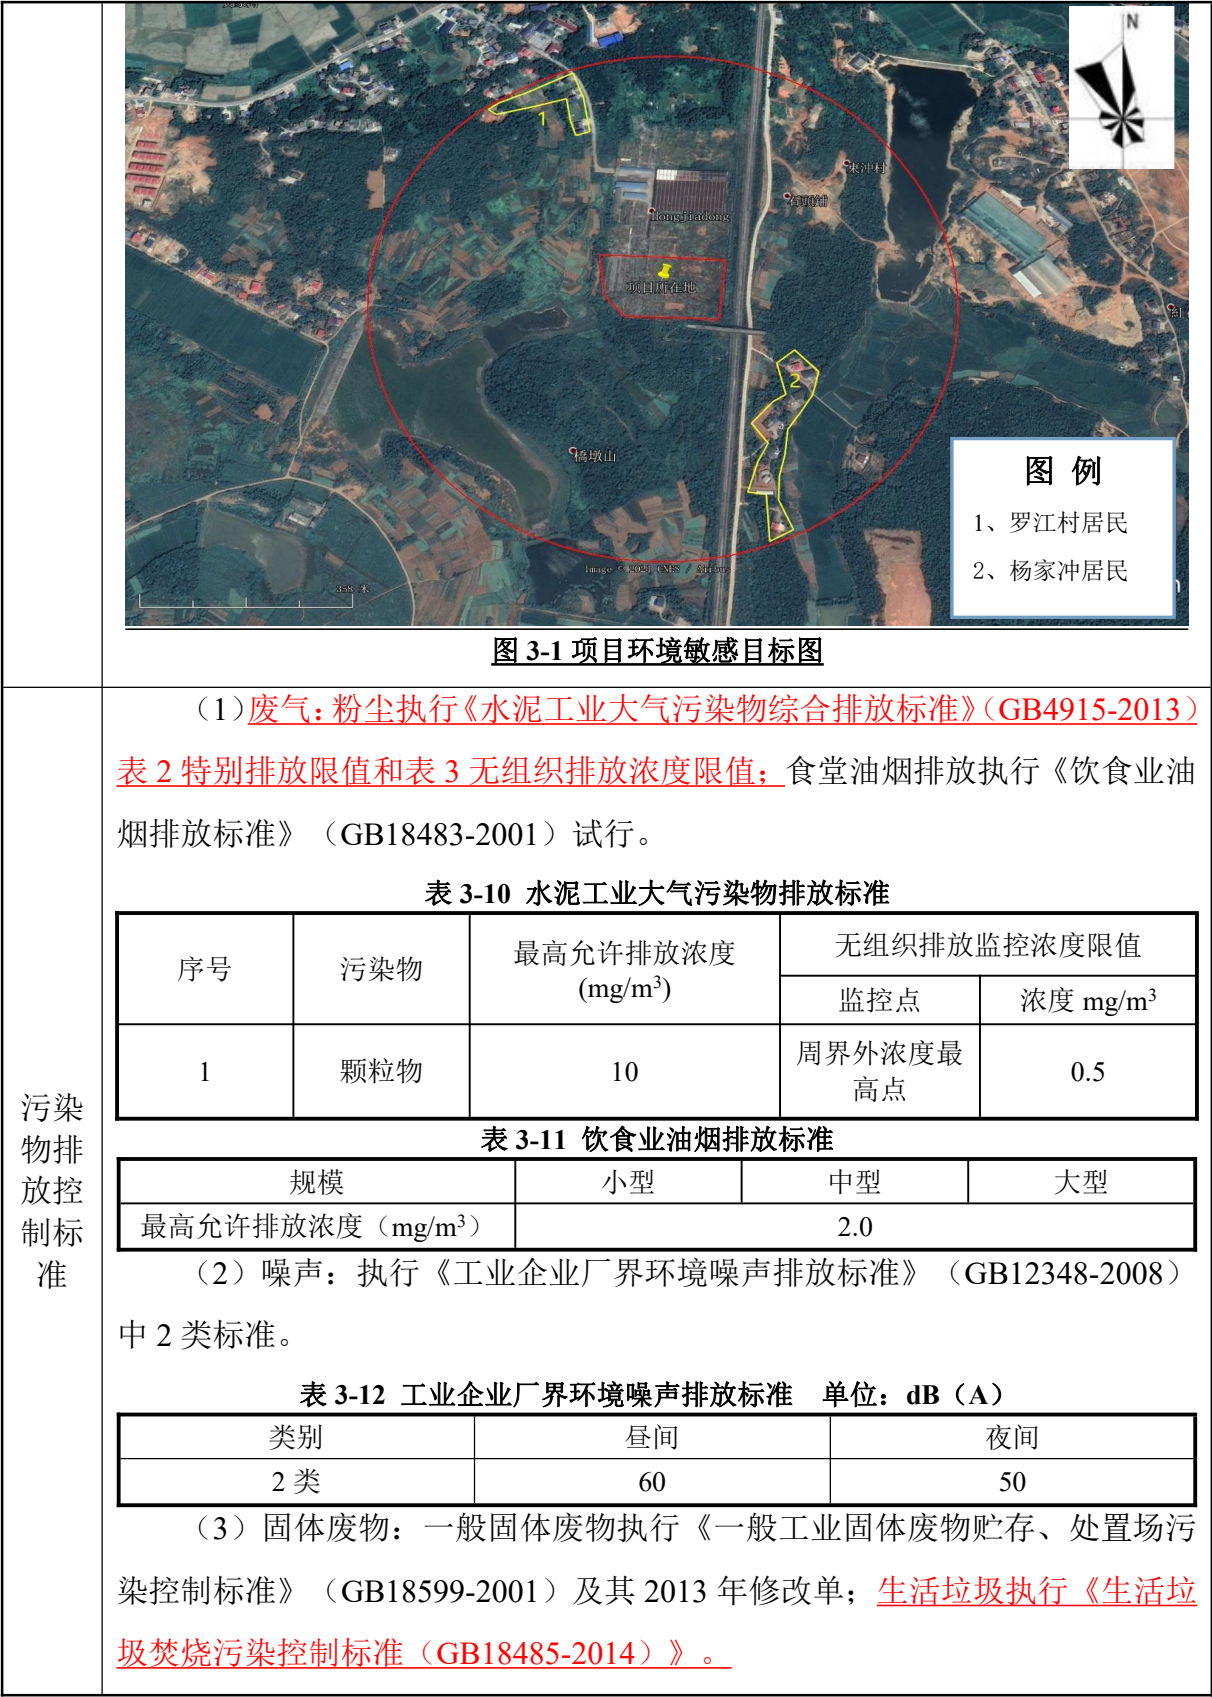 N
東冲村
石頭鋪
Hongjiadong
项目所在地
1
2
橋墩山
图 例
1、罗江村居民
2、杨家冲居民
Image © 2021 CNES / Airbus
358 米
图 3-1 项目环境敏感目标图
污染
物排
放控
制标
准
（1）废气：粉尘执行《水泥工业大气污染物综合排放标准》（GB4915-2013）
表 2 特别排放限值和表 3 无组织排放浓度限值；食堂油烟排放执行《饮食业油
烟排放标准》（GB18483-2001）试行。
表 3-10 水泥工业大气污染物排放标准
序号 污染物 最高允许排放浓度 无组织排放监控浓度限值
(mg/m³) 监控点 浓度 mg/m³
1 颗粒物 10 周界外浓度最 0.5
高点
表 3-11 饮食业油烟排放标准
规模 小型 中型 大型
最高允许排放浓度（mg/m³） 2.0
（2）噪声：执行《工业企业厂界环境噪声排放标准》（GB12348-2008）
中 2 类标准。
表 3-12 工业企业厂界环境噪声排放标准 单位：dB（A）
类别 昼间 夜间
2 类 60 50
（3）固体废物：一般固体废物执行《一般工业固体废物贮存、处置场污
染控制标准》（GB18599-2001）及其 2013 年修改单；生活垃圾执行《生活垃
圾焚烧污染控制标准（GB18485-2014）》。